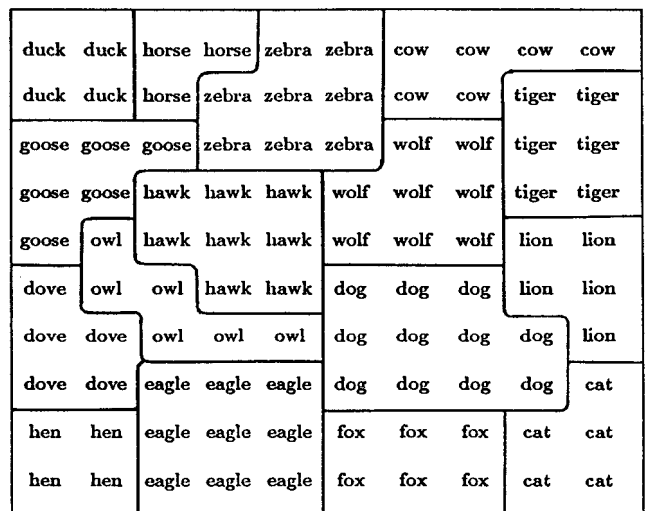 duck duck horse horse zebra zebra cow cow cow cow
duck duck horse zebra zebra zebra cow cow tiger tiger
goose goose goose zebra zebra zebra wolf wolf tiger tiger
goose goose hawk hawk hawk wolf wolf wolf tiger tiger
goose owl hawk hawk hawk wolf wolf wolf lion lion
dove owl owl hawk hawk dog dog dog lion lion
dove dove owl owl owl dog dog dog dog lion
dove dove eagle eagle eagle dog dog dog dog cat
hen hen eagle eagle eagle fox fox fox cat cat
hen hen eagle eagle eagle fox fox fox cat cat